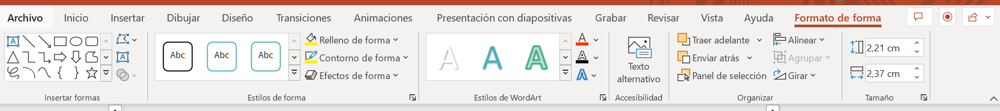 Archivo Inicio Insertar Dibujar Diseño Transiciones Animaciones Presentación con diapositivas Grabar Revisar Vista Ayuda Formato de forma
A
A
Insertar formas
Abc Abc Abc
Relleno de forma
Contorno de forma
Efectos de forma
Estilos de forma
A A A
A
A
A
Estilos de WordArt
Texto
alternativo
Accesibilidad
Traer adelante
Enviar atrás
Panel de selección
Alinear
Agrupar
Girar
Organizar
2,21 cm
2,37 cm
Tamaño